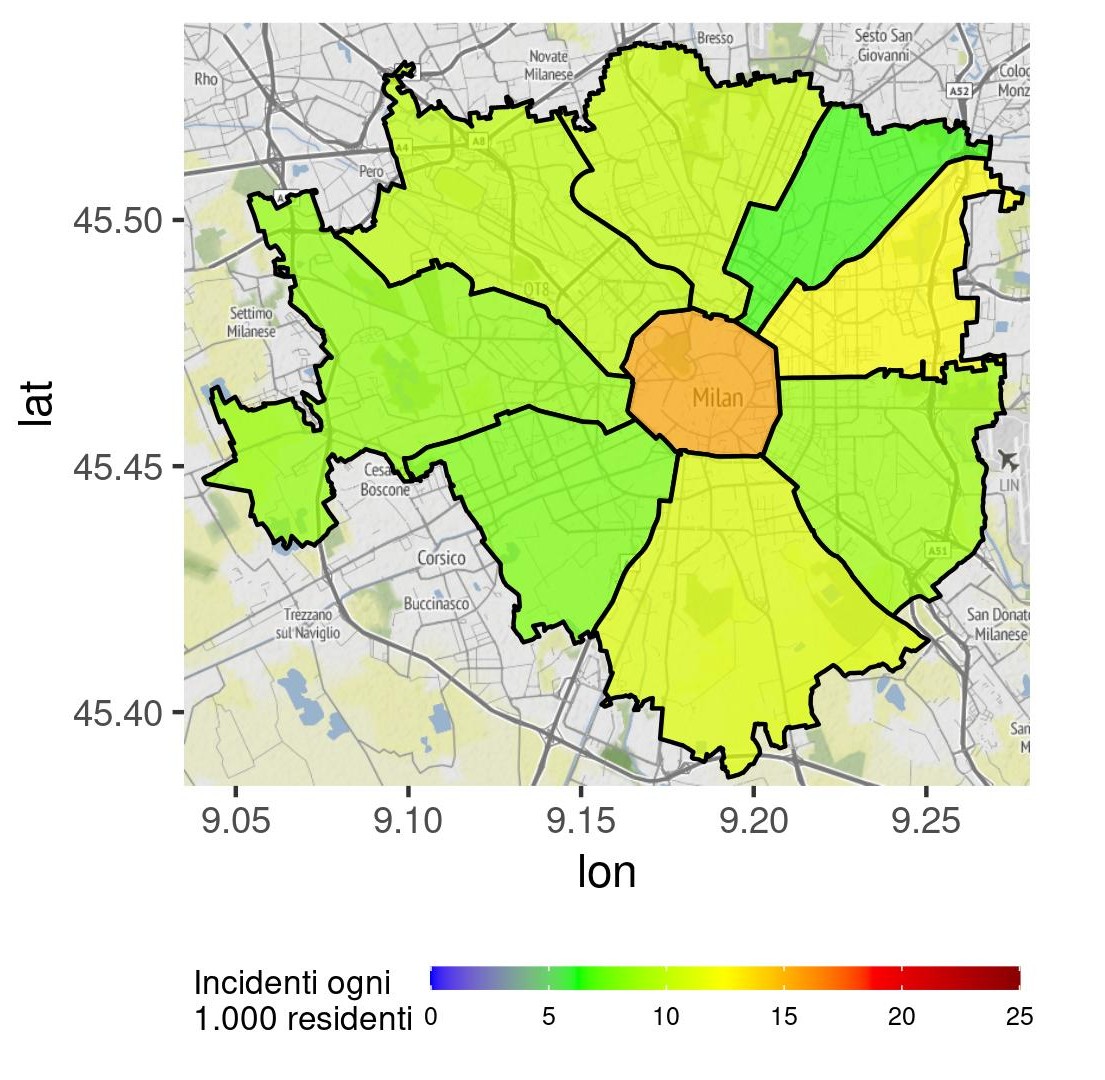 Bresso
Sesto San
Giovanni
Novate
Milanese
Rho
A52
Coloc
Monz
A8
A4
Pero
45.50
QT8
Settimo
Milanese
lat
Milan
45.45
Cesa
Boscone
LIN
A51
Corsico
Buccinasco
Trezzano
sul Naviglio
San Donato
Milanese
45.40
San
M
9.05
9.10
9.15
9.20
9.25
lon
Incidenti ogni
1.000 residenti
0
5
10
15
20
25